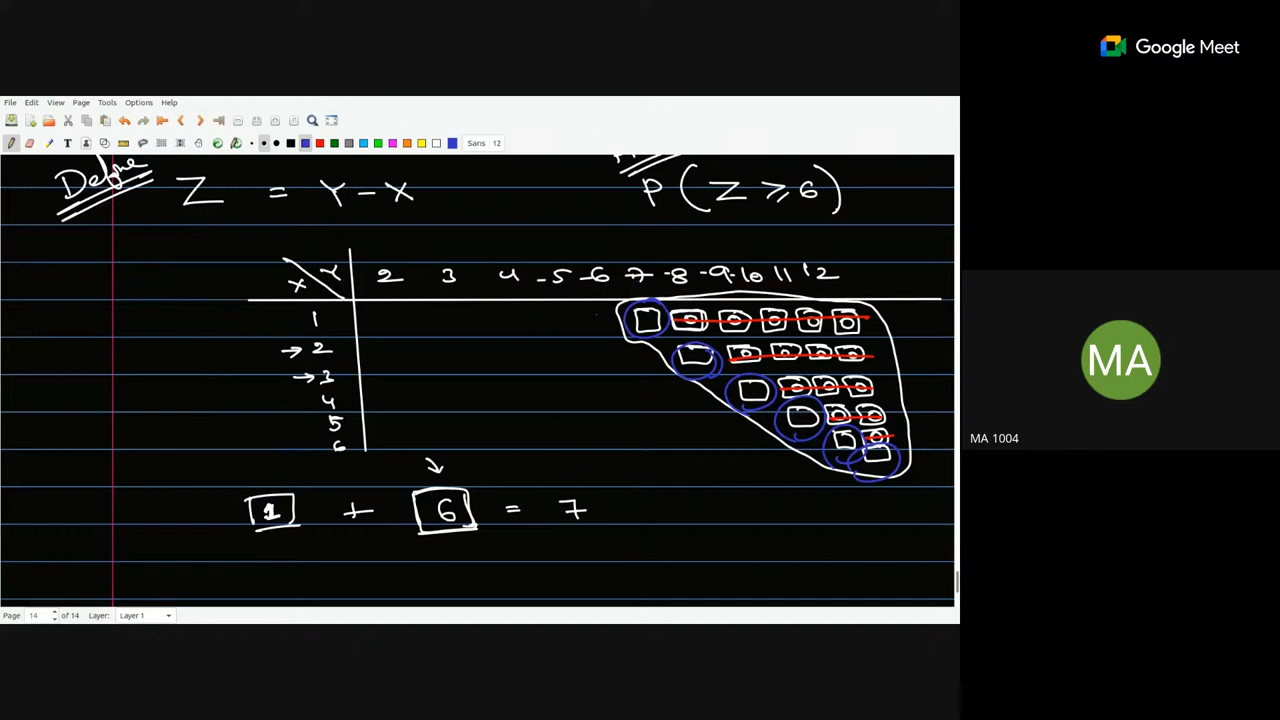 Google Meet
File Edit View Page Tools Options Help
Sans 12
Define Z = Y - X
P ( Z ⩾ 6 )
X Y 2 3 4 5 6 7 8 9 10 11 12
1
2
3
4
5
6
1 + 6 = 7
MA
MA 1004
Page 14 of 14 Layer: Layer 1